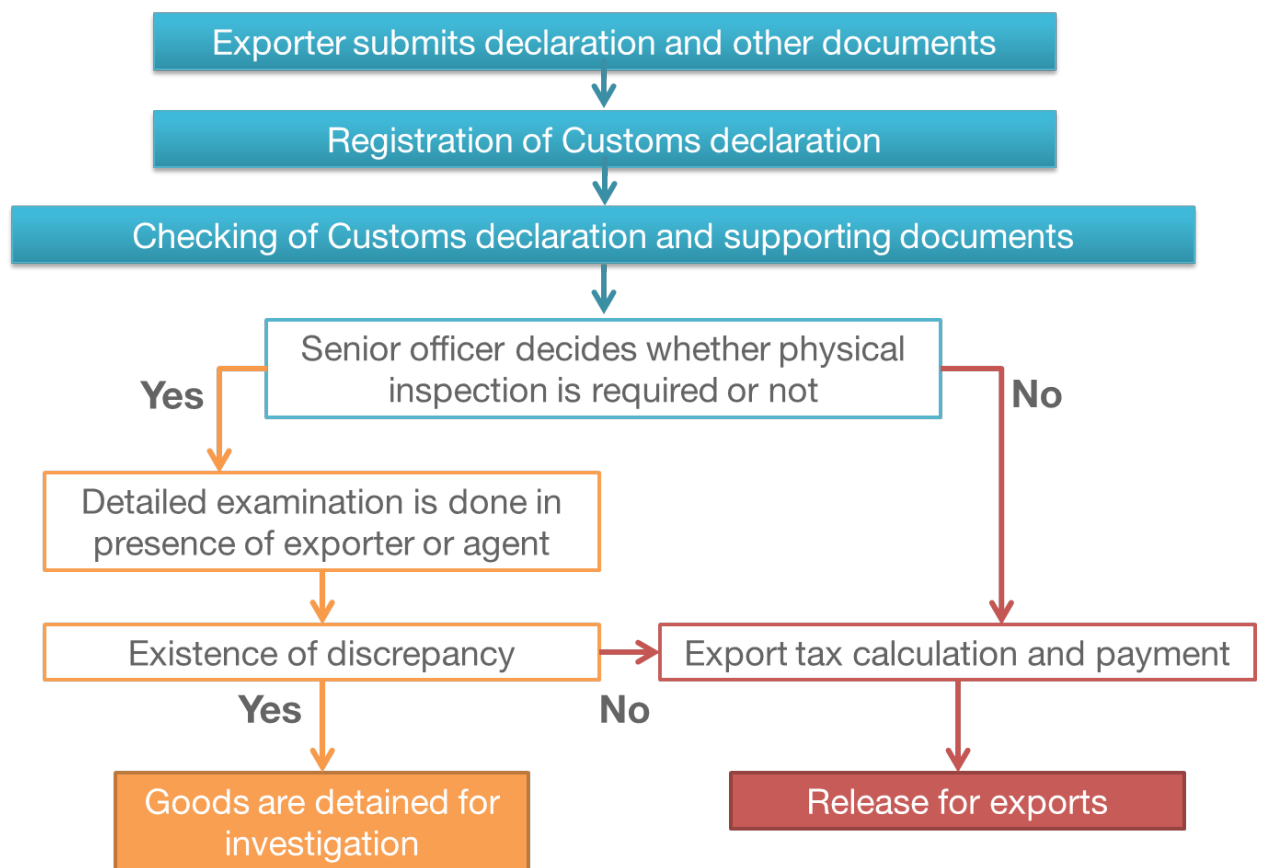 Exporter submits declaration and other documents
Registration of Customs declaration
Checking of Customs declaration and supporting documents
Senior officer decides whether physical
inspection is required or not
Yes
No
Detailed examination is done in
presence of exporter or agent
Existence of discrepancy
Export tax calculation and payment
Yes
No
Goods are detained for
investigation
Release for exports